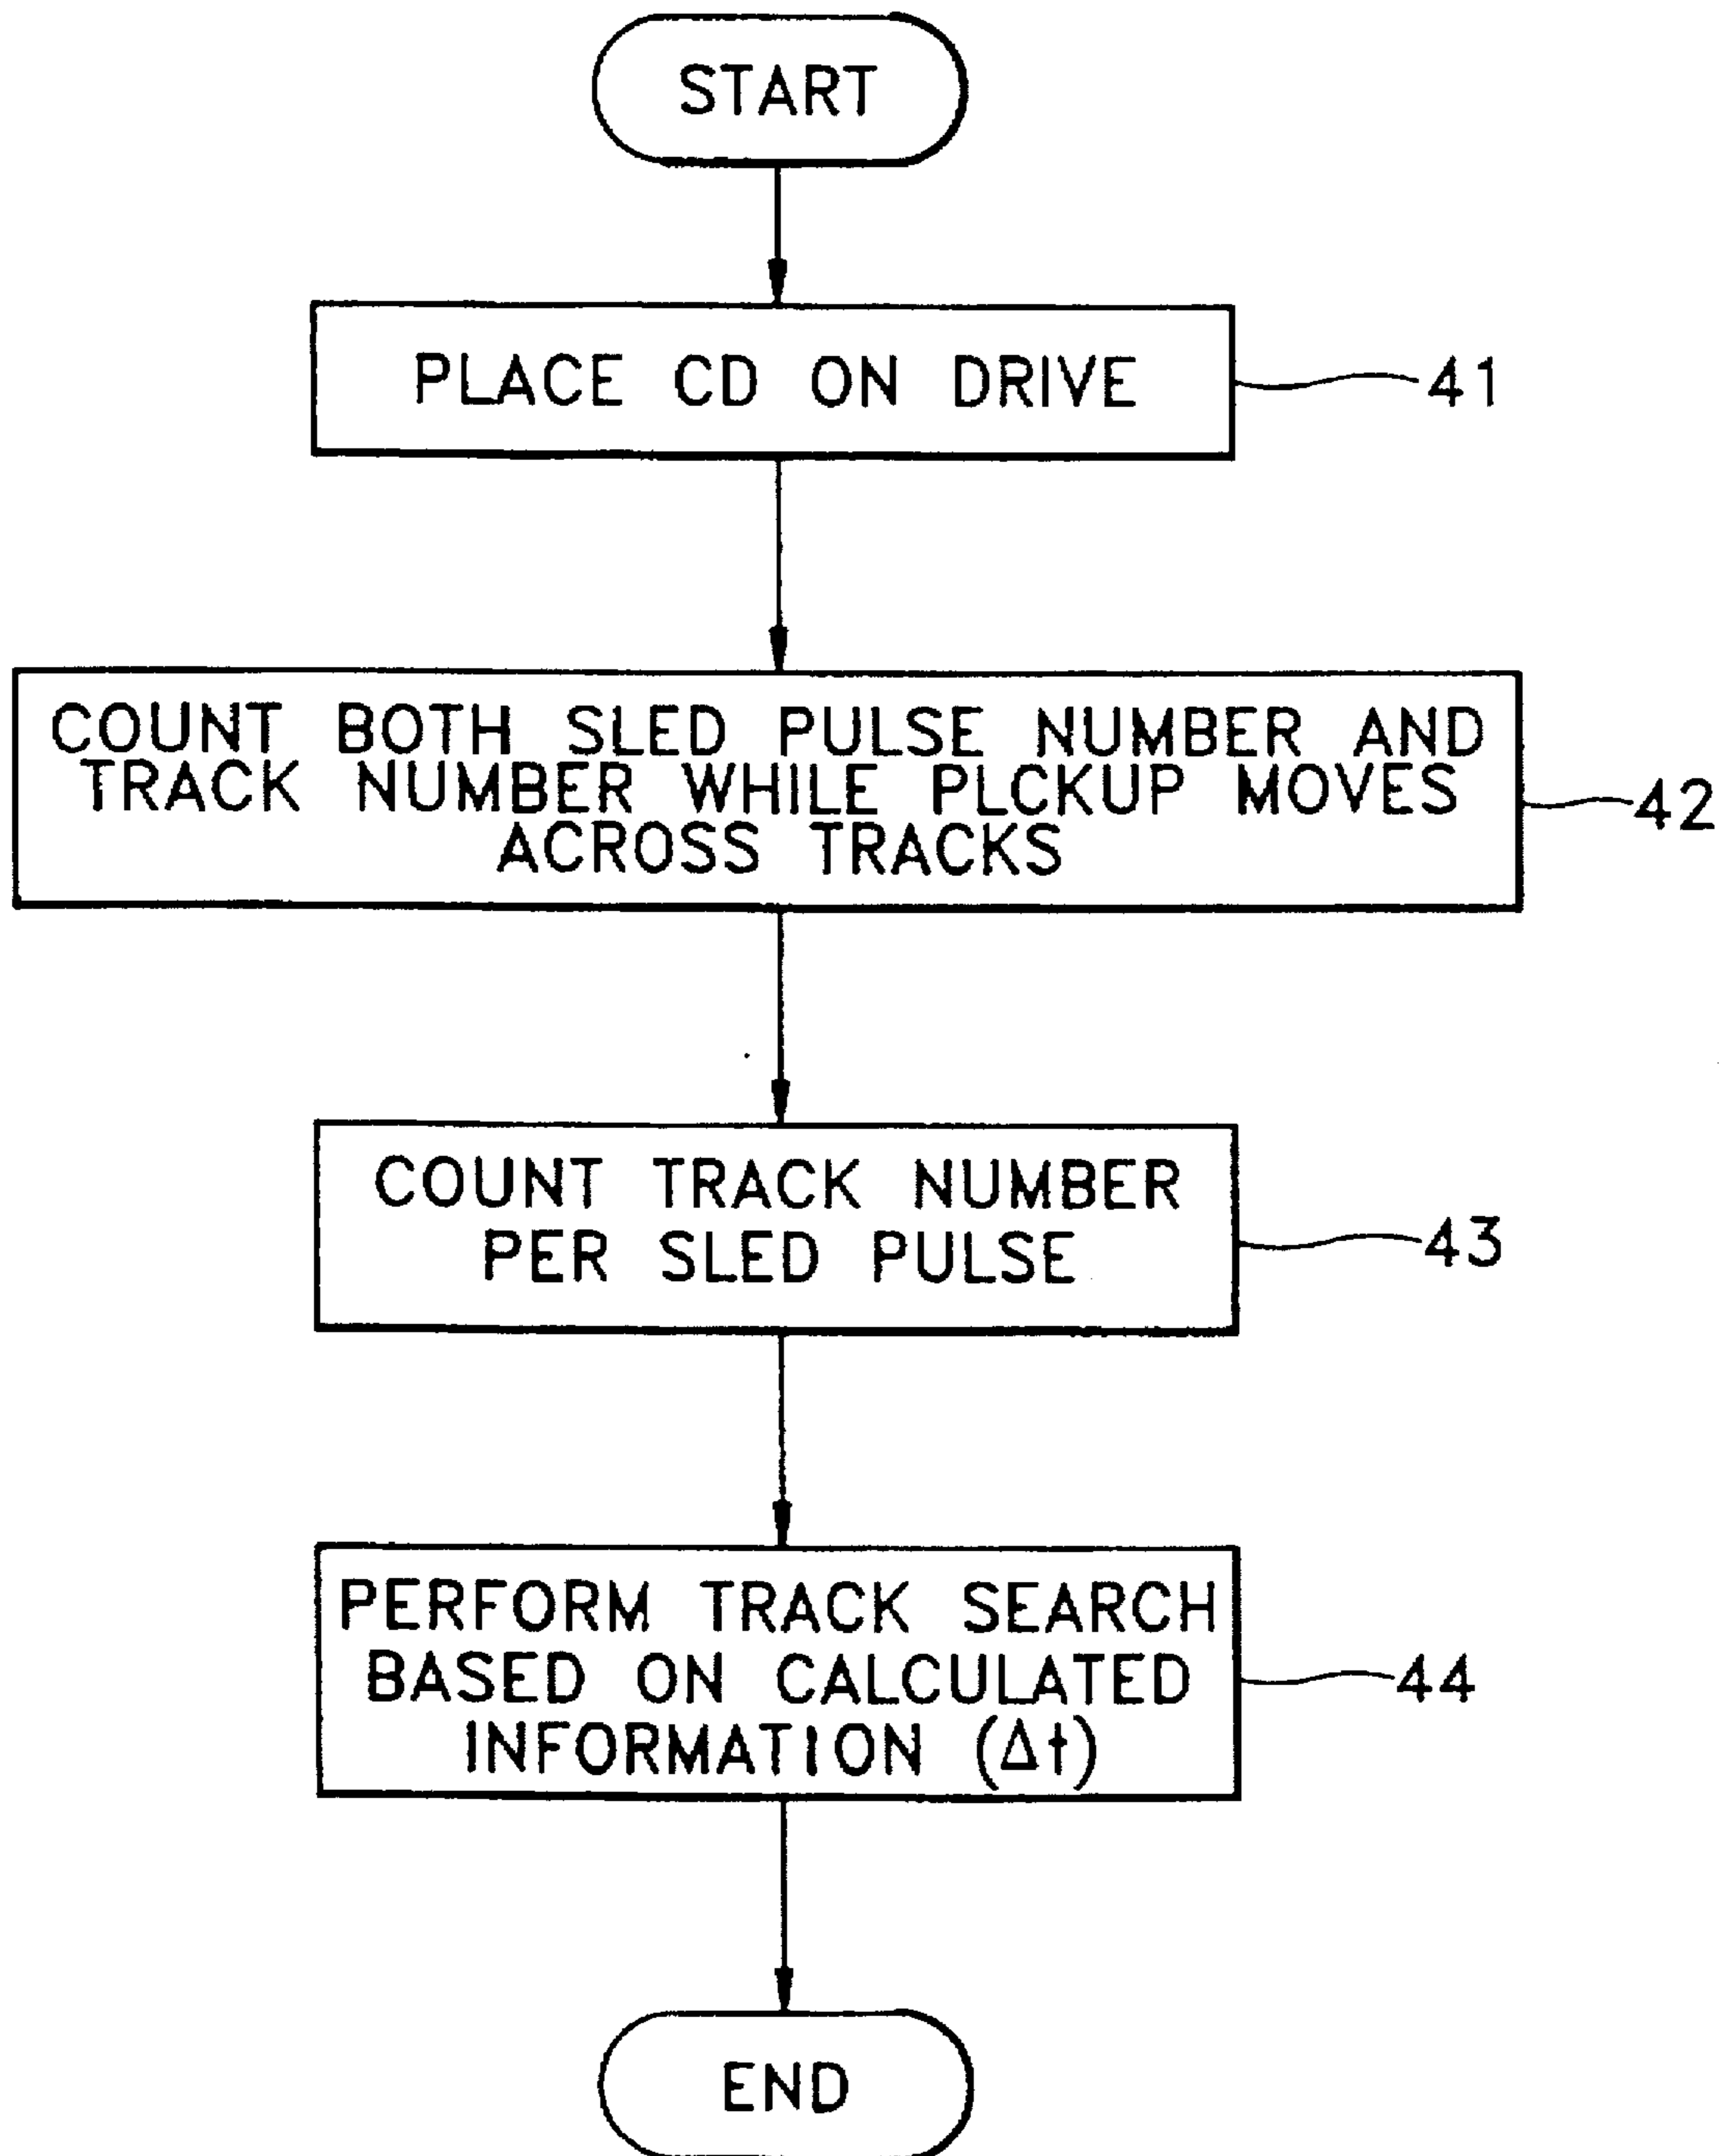 START
PLACE CD ON DRIVE
41
COUNT BOTH SLED PULSE NUMBER AND
TRACK NUMBER WHILE PLCKUP MOVES
ACROSS TRACKS
42
COUNT TRACK NUMBER
PER SLED PULSE
43
PERFORM TRACK SEARCH
BASED ON CALCULATED
INFORMATION (Δt)
44
END